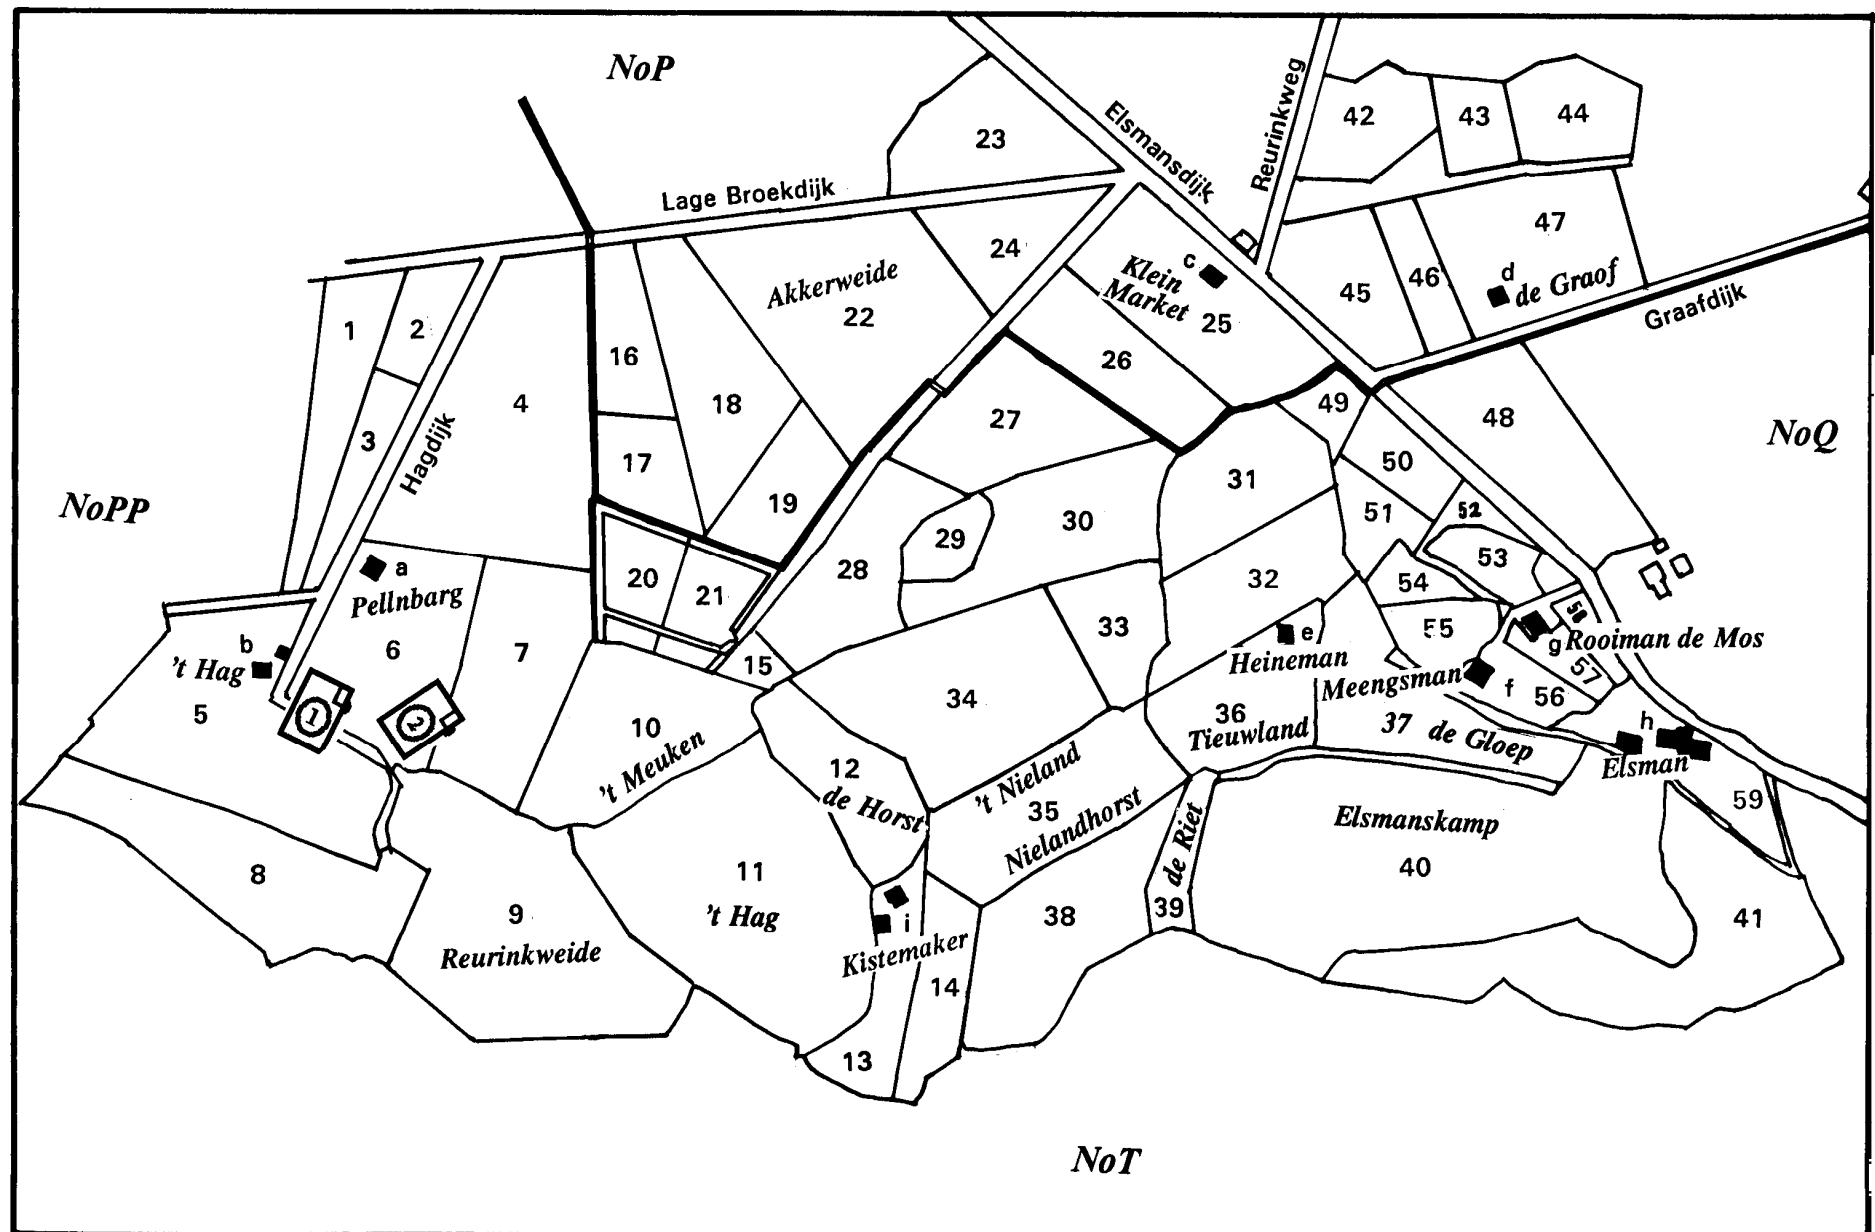 NoP
NoPP
NoQ
NoT
Lage Broekdijk
Elsmansdijk
Reurinkweg
Graafdijk
Hagdijk
1
2
3
4
5
6
7
8
9
10
11
12
13
14
15
16
17
18
19
20
21
22
23
24
25
26
27
28
29
30
31
32
33
34
35
36
37
38
39
40
41
42
43
44
45
46
47
48
49
50
51
52
53
54
55
56
57
58
59
a
Pellnbarg
b
't Hag
1
2
c
Klein
Market
d
de Graof
e
Heineman
f
Meengsman
g
Rooiman de Mos
h
Elsman
i
Kistemaker
Akkerweide
't Meuken
de Horst
't Hag
Reurinkweide
't Nieland
Nielandhorst
Tieuwland
de Gloep
de Riet
Elsmanskamp